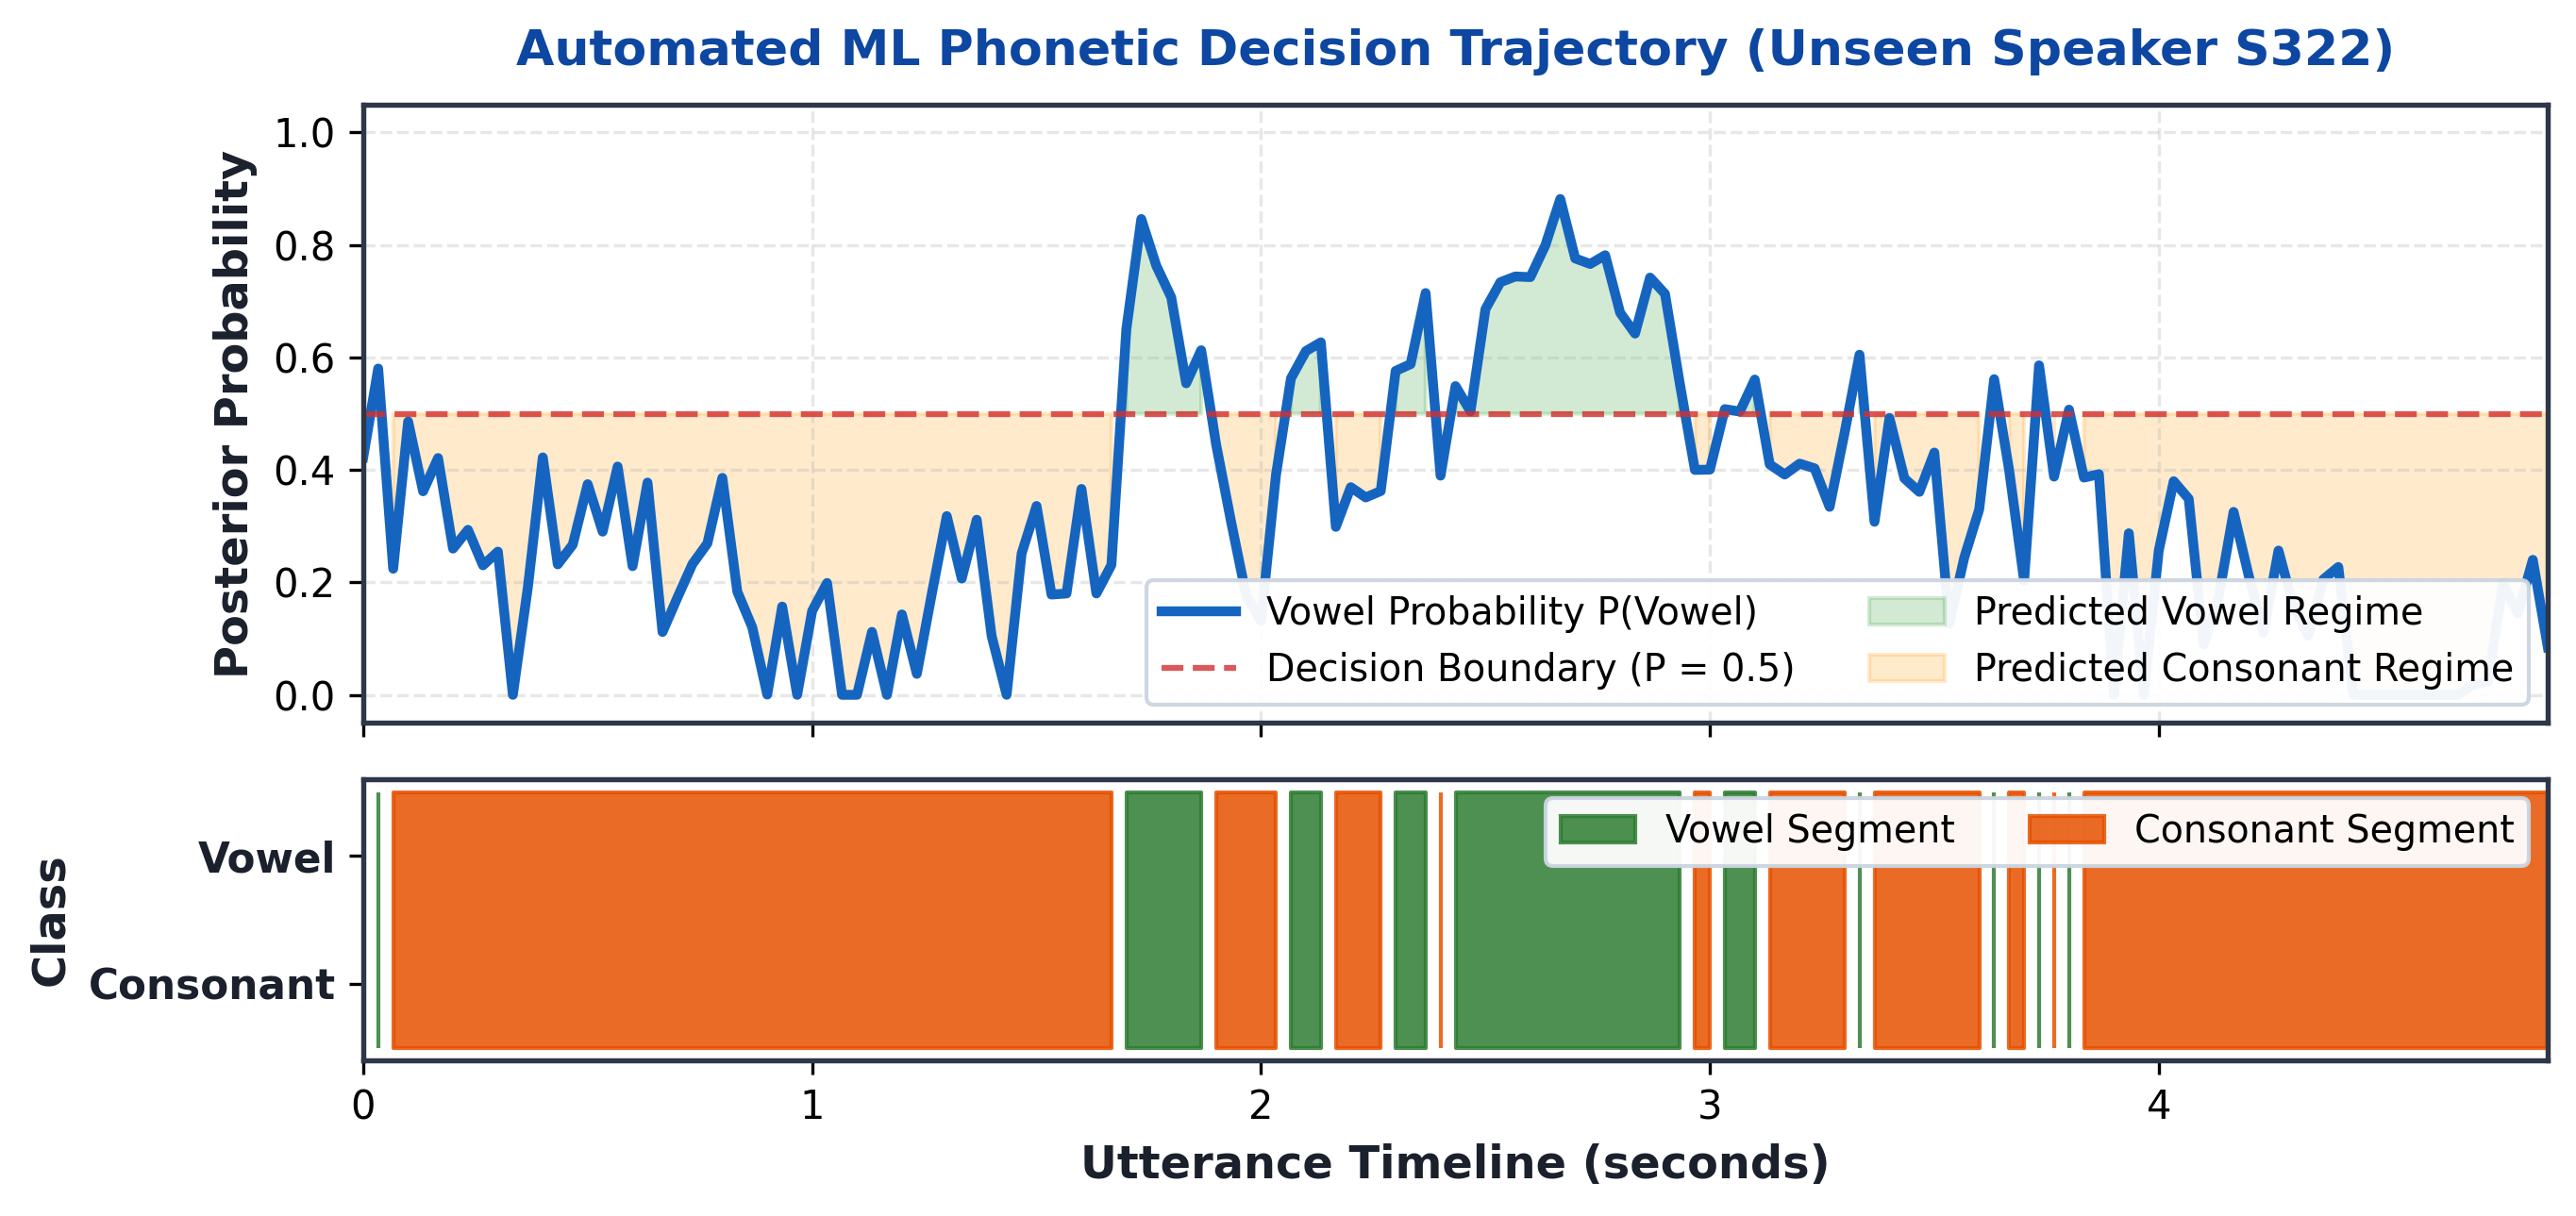 Automated ML Phonetic Decision Trajectory (Unseen Speaker S322)
Posterior Probability
1.0
0.8
0.6
0.4
0.2
0.0
Vowel Probability P(Vowel)
Decision Boundary (P = 0.5)
Predicted Vowel Regime
Predicted Consonant Regime
Class
Vowel
Consonant
Vowel Segment
Consonant Segment
0 1 2 3 4
Utterance Timeline (seconds)